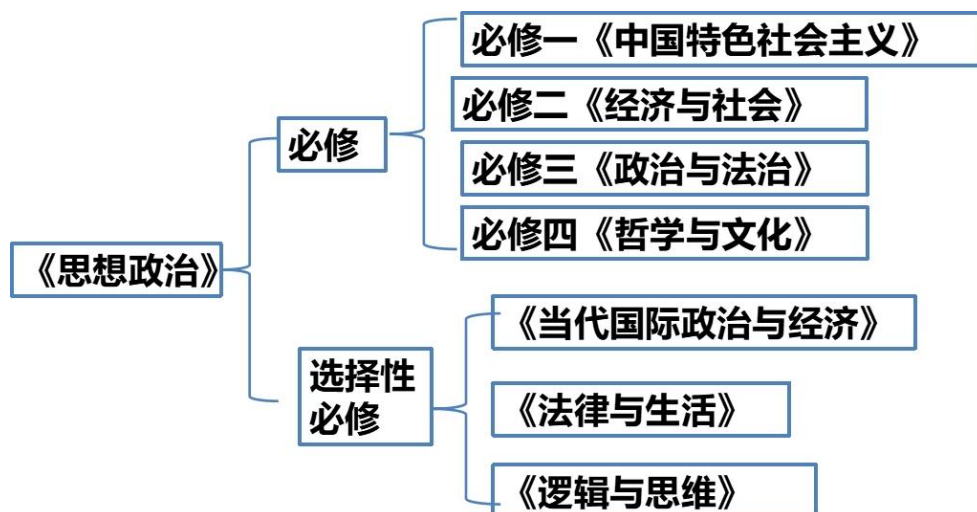 《思想政治》
必修
必修一《中国特色社会主义》
必修二《经济与社会》
必修三《政治与法治》
必修四《哲学与文化》
选择性
必修
《当代国际政治与经济》
《法律与生活》
《逻辑与思维》